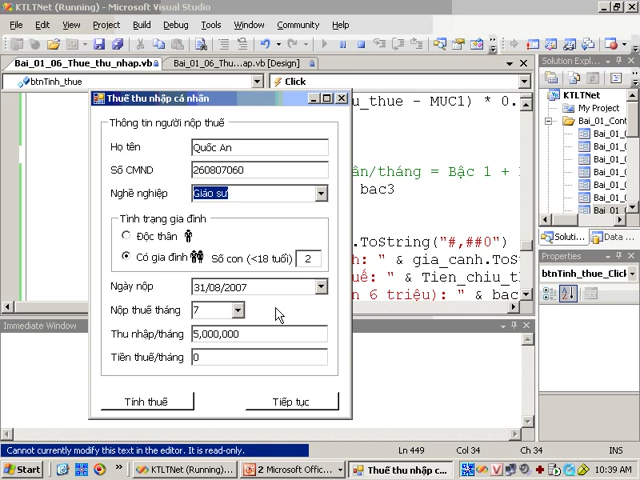 KTLTNet (Running) - Microsoft Visual Studio
File Edit View Project Build Debug Tools Window Community Help
Bai_01_06_Thue_thu_nhap.vb Bai_01_06_Thu....ap.vb [Design]
btnTinh_thue Click
Thuế thu nhập cá nhân
Thông tin người nộp thuế
Họ tên Quốc An
Số CMND 260807060
Nghề nghiệp Giáo sư
Tình trạng gia đình
Độc thân
Có gia đình Số con (<18 tuổi) 2
Ngày nộp 31/08/2007
Nộp thuế tháng 7
Thu nhập/tháng 5,000,000
Tiền thuế/tháng 0
Tính thuế Tiếp tục
_thue - MUC1) * 0.
ân/tháng = Bậc 1 +
bac3
.ToString("#,##0")
h: " & gia_canh.To
uế: " & Tien_chiu_t
n 6 triệu): " & bac
Solution Expl...
KTLTNet
My Project
Bai_01_Cont
Bai_01_
Bai_01_
Bai_01_
Bai_01_
Bai_01_
Bai_01_
Bai_01_
Soluti... Data
Properties
btnTinh_thue_Click
Immediate Window
Cannot currently modify this text in the editor. It is read-only. Ln 449 Col 34 Ch 34 INS
Start KTLTNet (Running)... 2 Microsoft Office... Thuế thu nhập c... 10:39 AM